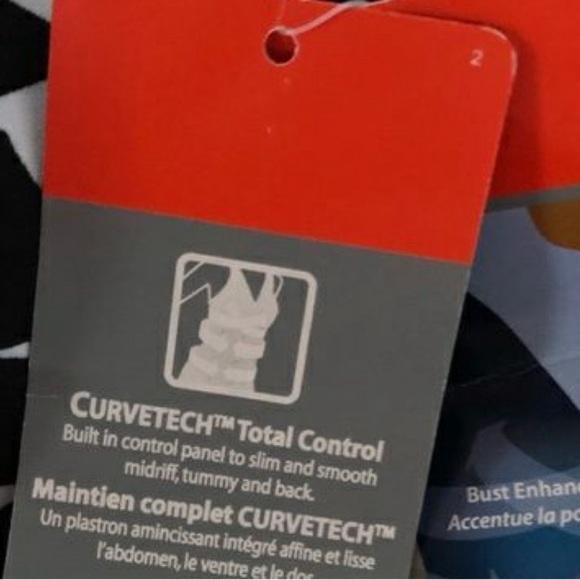 2
CURVETECH™ Total Control
Built in control panel to slim and smooth
midriff, tummy and back.
Maintien complet CURVETECH™
Un plastron amincissant intégré affine et lisse
l'abdomen, le ventre et le dos
Bust Enhan
Accentue la po